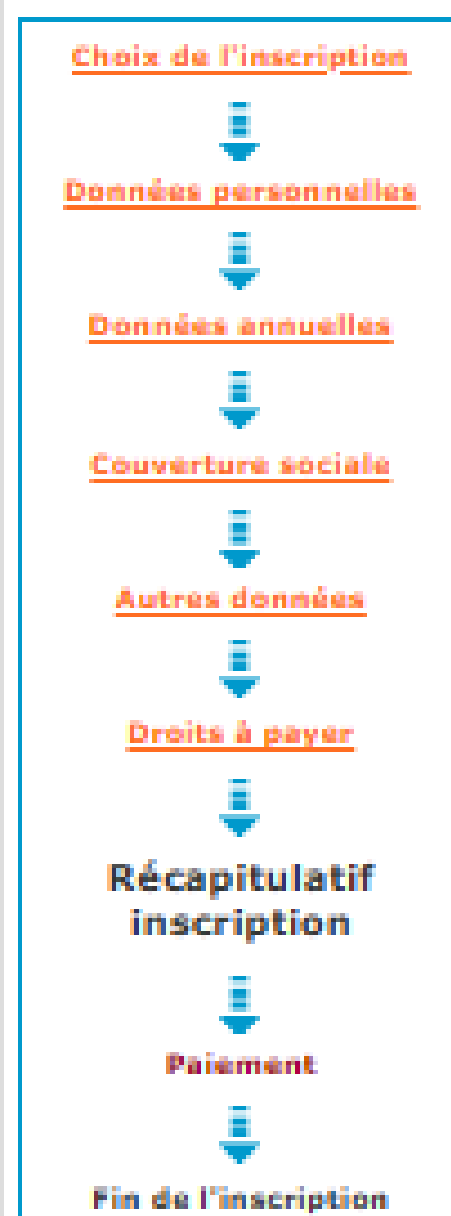 Choix de l'inscription
Données personnelles
Données annuelles
Couverture sociale
Autres données
Droits à payer
Récapitulatif
inscription
Paiement
Fin de l'inscription